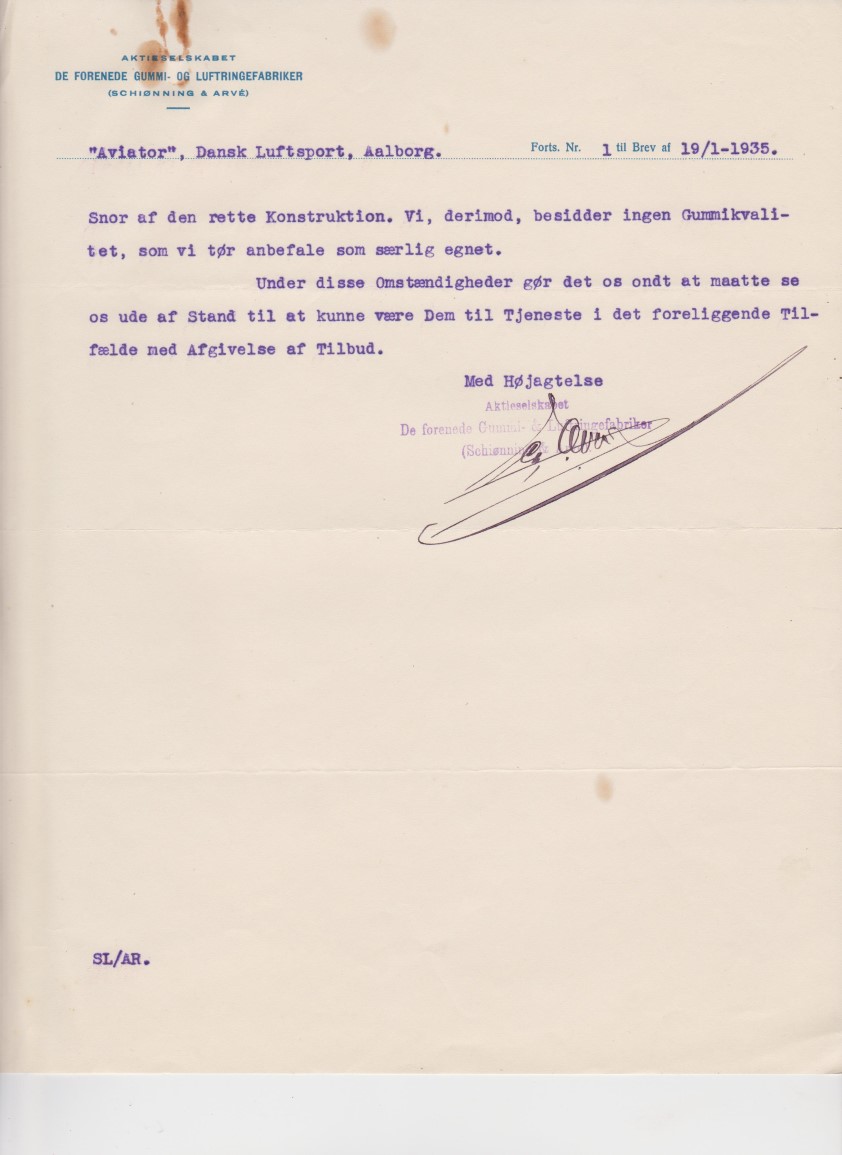 AKTIESELSKABET
DE FORENEDE GUMMI- OG LUFTRINGEFABRIKER
(SCHIØNNING & ARVÉ)
"Aviator", Dansk Luftsport, Aalborg. Forts. Nr. 1 til Brev af 19/1-1935.
Snor af den rette Konstruktion. Vi, derimod, besidder ingen Gummikvali-
tet, som vi tør anbefale som særlig egnet.
Under disse Omstændigheder gør det os ondt at maatte se
os ude af Stand til at kunne være Dem til Tjeneste i det foreliggende Til-
fælde med Afgivelse af Tilbud.
Med Højagtelse
Aktieselskabet
De forenede Gummi- & Luftringefabriker
(Schiønning &
SL/AR.